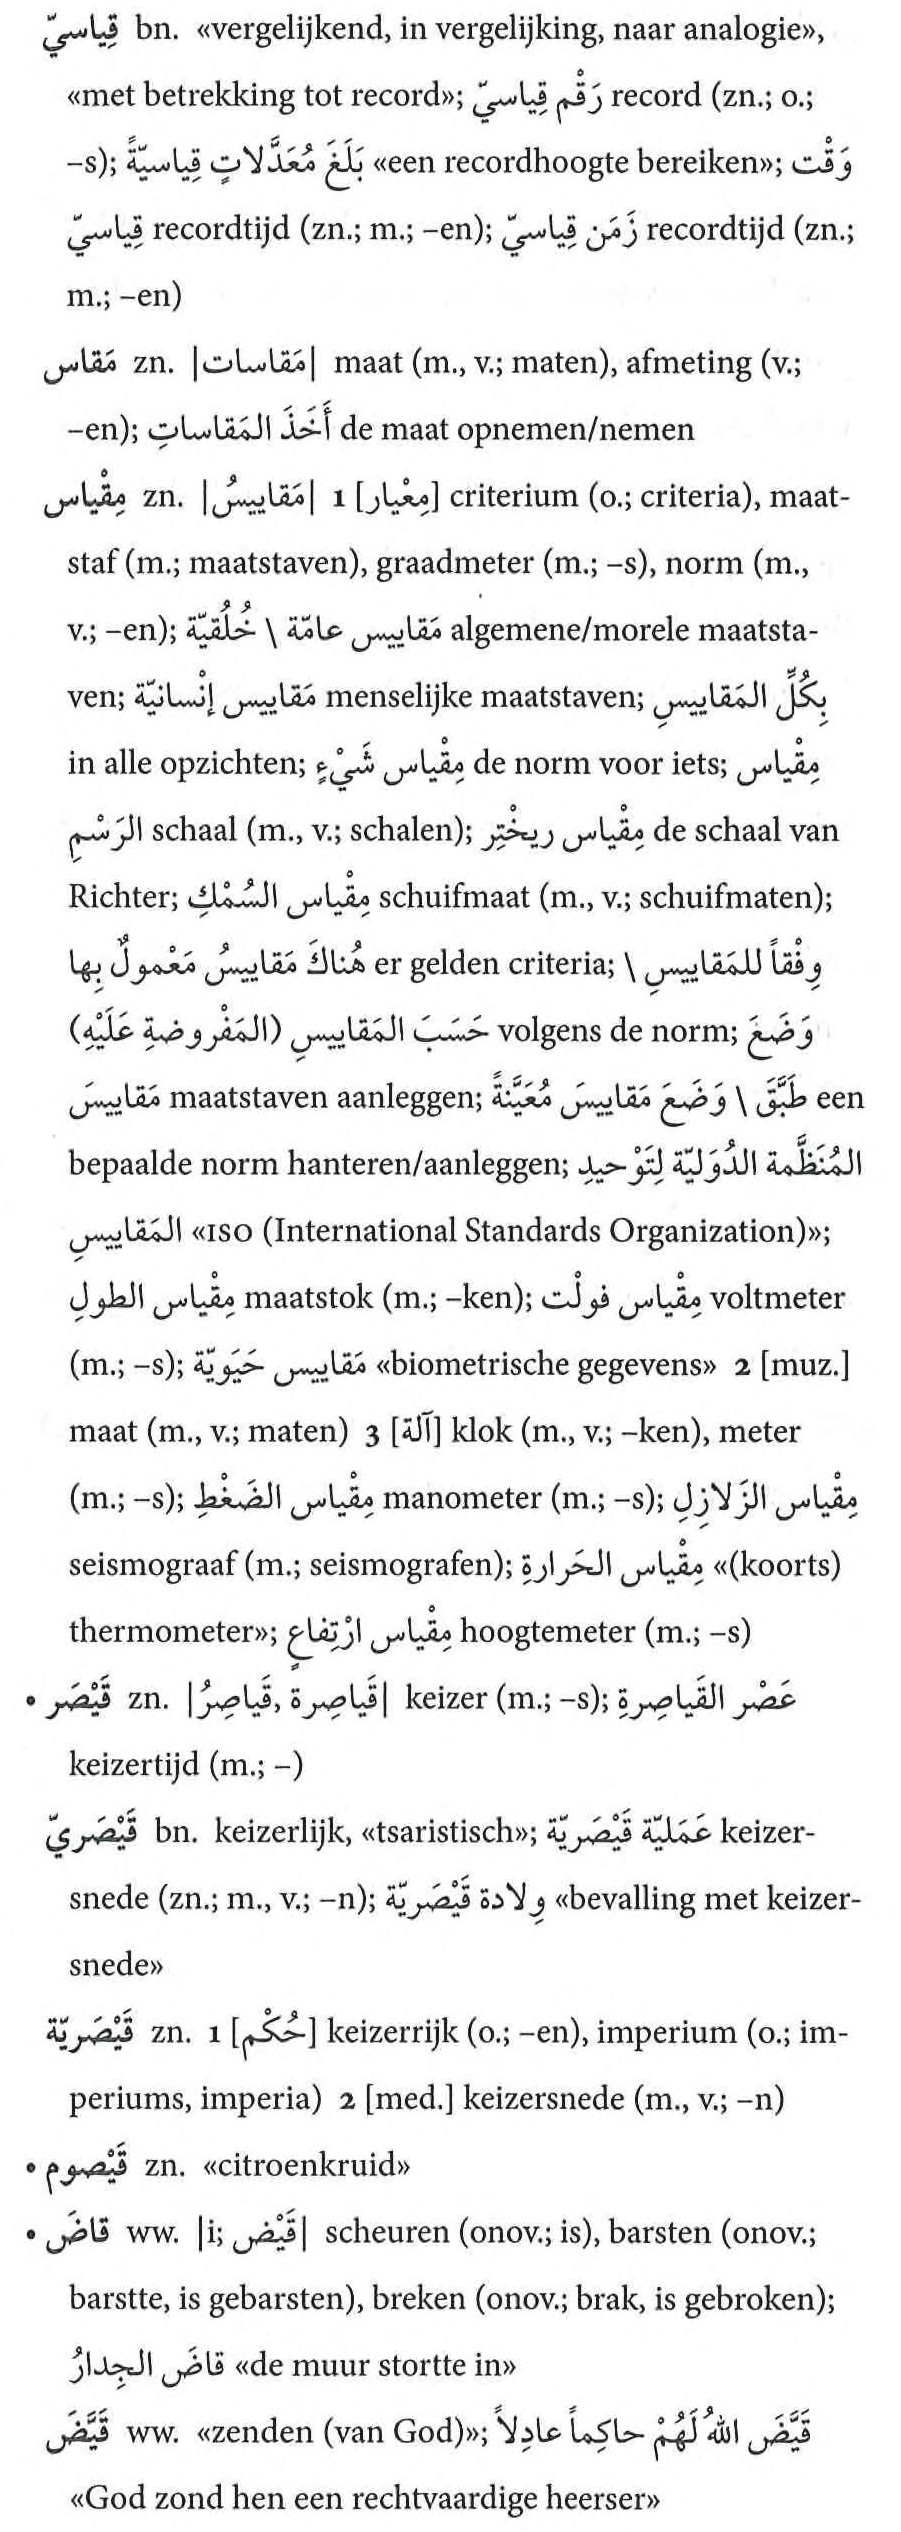 قِياسيّ bn. «vergelijkend, in vergelijking, naar analogie»,
«met betrekking tot record»; رَقْم قِياسيّ record (zn.; o.;
–s); بَلَغَ مُعَدَّلاتٍ قِياسيّةً «een recordhoogte bereiken»; وَقْت
قِياسيّ recordtijd (zn.; m.; –en); زَمَن قِياسيّ recordtijd (zn.;
m.; –en)
مَقاس zn. |مَقاسات| maat (m., v.; maten), afmeting (v.;
–en); أَخَذَ المَقاساتِ de maat opnemen/nemen
مِقْياس zn. |مَقاييسُ| 1 [مِعْيار] criterium (o.; criteria), maat-
staf (m.; maatstaven), graadmeter (m.; –s), norm (m.,
v.; –en); مَقاييس عامّة \ خُلُقيّة algemene/morele maatsta-
ven; مَقاييس إنْسانيّة menselijke maatstaven; بِكُلِّ المَقاييسِ
in alle opzichten; مِقْياس شَيْءٍ de norm voor iets; مِقْياس
الرَسْمِ schaal (m., v.; schalen); مِقْياس ريخْتِر de schaal van
Richter; مِقْياس السُمْكِ schuifmaat (m., v.; schuifmaten);
هُناكَ مَقاييسُ مَعْمولٌ بِها er gelden criteria; وِفْقاً للمَقاييسِ \
حَسَبَ المَقاييسِ (المَفْروضةِ عَلَيْهِ) volgens de norm; وَضَعَ
مَقاييسَ maatstaven aanleggen; طَبَّقَ \ وَضَعَ مَقاييسَ مُعَيَّنةً een
bepaalde norm hanteren/aanleggen; المُنَظَّمة الدُوَليّة لِتَوْحيدِ
المَقاييسِ «ISO (International Standards Organization)»;
مِقْياس الطولِ maatstok (m.; –ken); مِقْياس فولْت voltmeter
(m.; –s); مَقاييس حَيَويّة «biometrische gegevens» 2 [muz.]
maat (m., v.; maten) 3 [آلة] klok (m., v.; –ken), meter
(m.; –s); مِقْياس الضَغْطِ manometer (m.; –s); مِقْياس الزَلازِلِ
seismograaf (m.; seismografen); مِقْياس الحَرارةِ «(koorts)
thermometer»; مِقْياس ارْتِفاعٍ hoogtemeter (m.; –s)
• قَيْصَر zn. |قَياصِرة, قَياصِرُ| keizer (m.; –s); عَصْر القَياصِرةِ
keizertijd (m.; –)
قَيْصَريّ bn. keizerlijk, «tsaristisch»; عَمَليّة قَيْصَريّة keizer-
snede (zn.; m., v.; –n); وِلادة قَيْصَريّة «bevalling met keizer-
snede»
قَيْصَريّة zn. 1 [حُكْم] keizerrijk (o.; –en), imperium (o.; im-
periums, imperia) 2 [med.] keizersnede (m., v.; –n)
• قَيْصوم zn. «citroenkruid»
• قاضَ ww. |i; قَيْض| scheuren (onov.; is), barsten (onov.;
barstte, is gebarsten), breken (onov.; brak, is gebroken);
قاضَ الجِدارُ «de muur stortte in»
قَيَّضَ ww. «zenden (van God)»; قَيَّضَ اللهُ لَهُمْ حاكِماً عادِلاً
«God zond hen een rechtvaardige heerser»